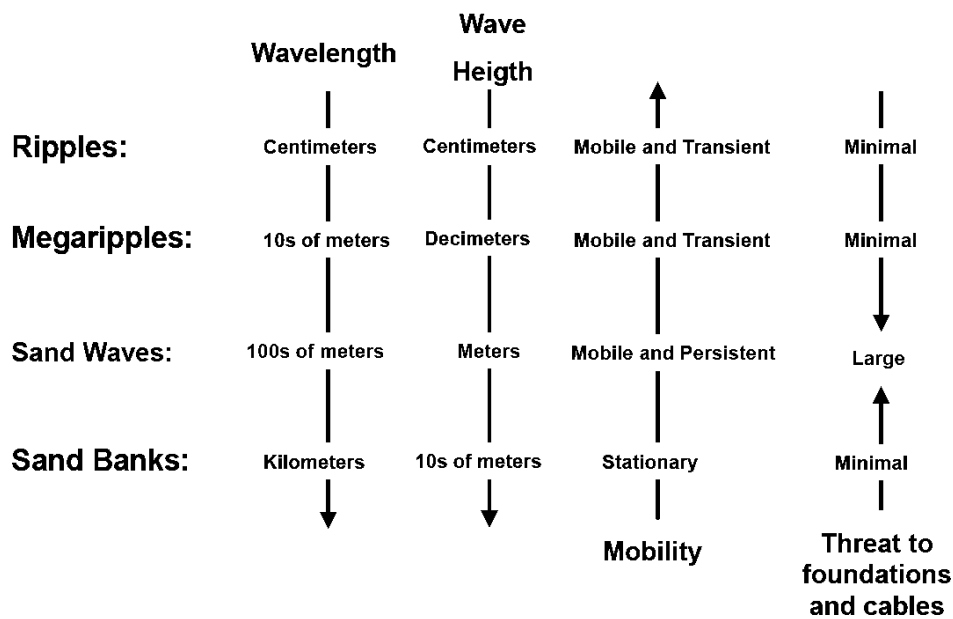 Wavelength
Wave
Heigth
Ripples:
Centimeters
Centimeters
Mobile and Transient
Minimal
Megaripples:
10s of meters
Decimeters
Mobile and Transient
Minimal
Sand Waves:
100s of meters
Meters
Mobile and Persistent
Large
Sand Banks:
Kilometers
10s of meters
Stationary
Minimal
Mobility
Threat to
foundations
and cables